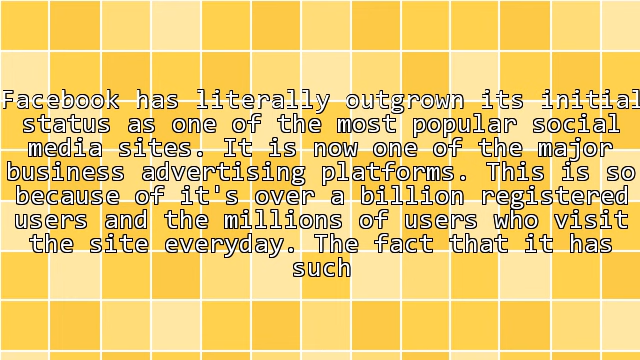 Facebook has literally outgrown its initial
status as one of the most popular social
media sites. It is now one of the major
business advertising platforms. This is so
because of it's over a billion registered
users and the millions of users who visit
the site everyday. The fact that it has
such